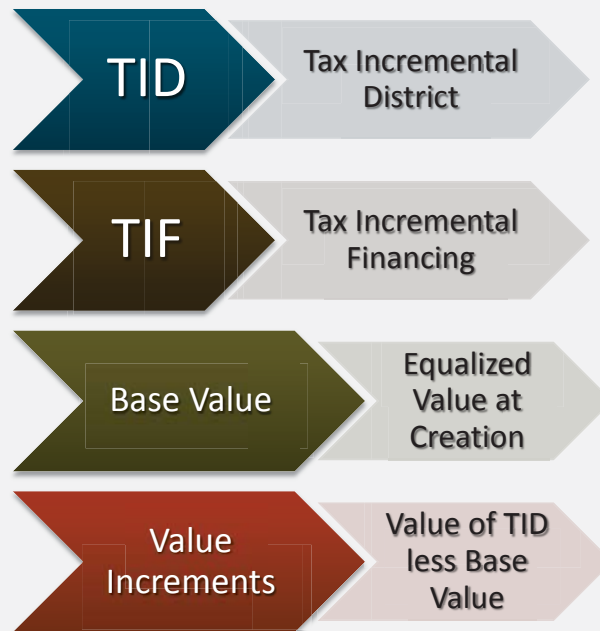 TID
Tax Incremental
District
TIF
Tax Incremental
Financing
Base Value
Equalized
Value at
Creation
Value
Increments
Value of TID
less Base
Value